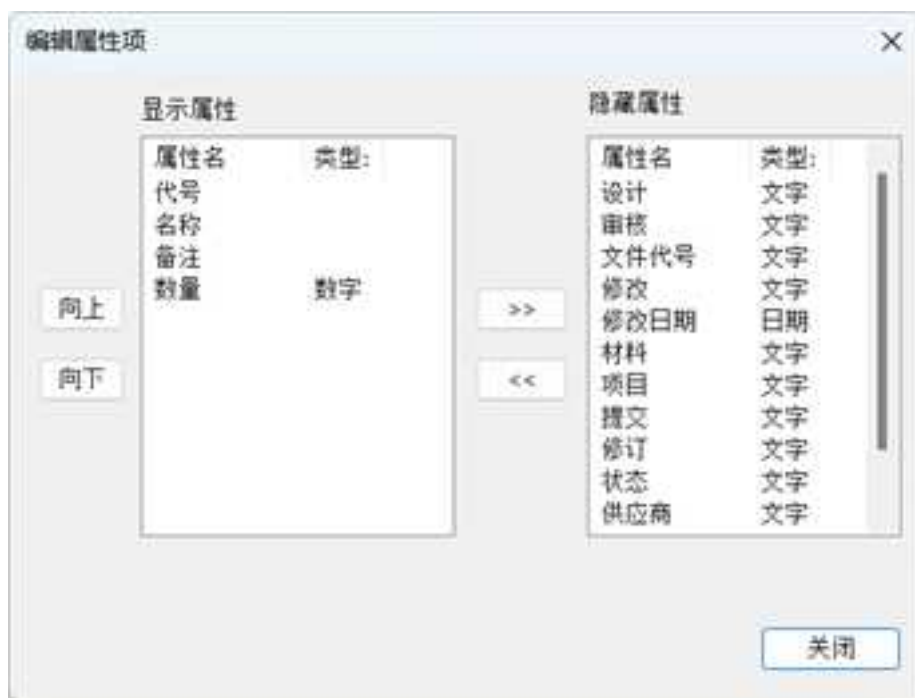 编辑属性项
显示属性
属性名 类型:
代号
名称
备注
数量 数字
向上
向下
>>
<<
隐藏属性
属性名 类型:
设计 文字
审核 文字
文件代号 文字
修改 文字
修改日期 日期
材料 文字
项目 文字
提交 文字
修订 文字
状态 文字
供应商 文字
关闭